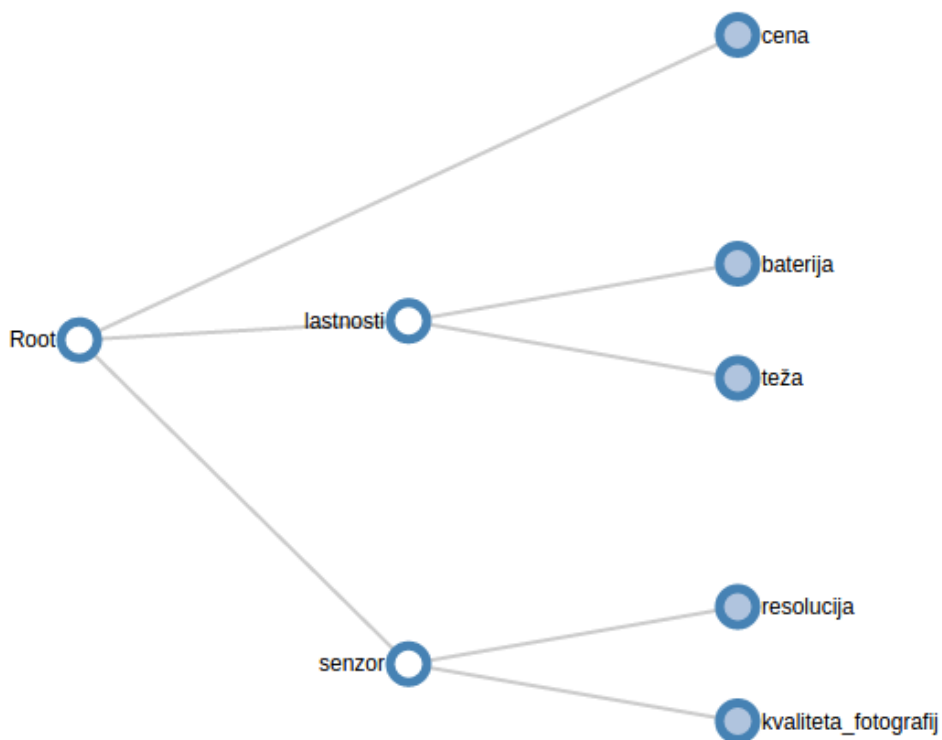 cena
baterija
lastnosti
Root
teža
resolucija
senzor
kvaliteta_fotografij